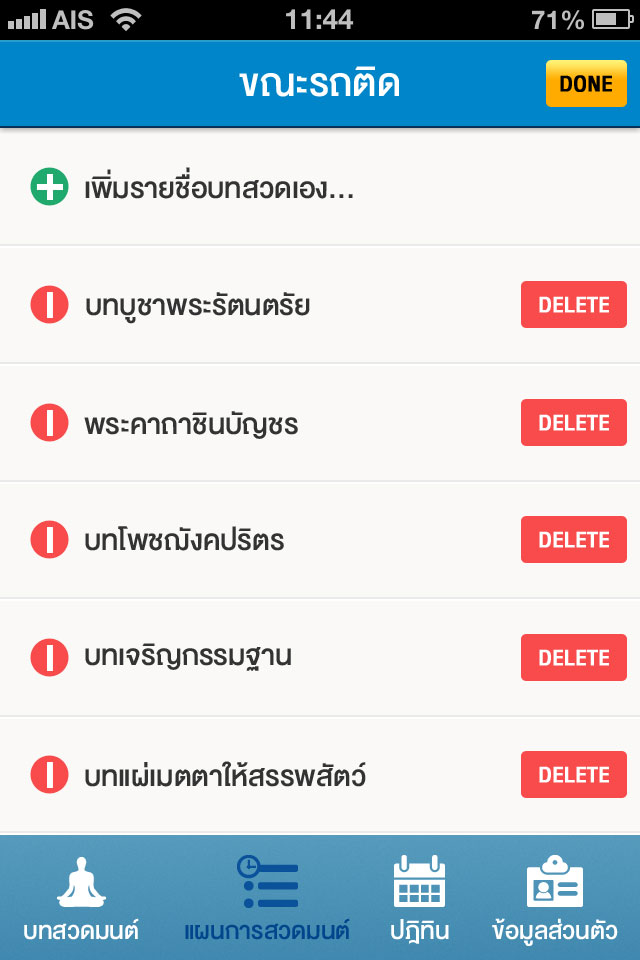 AIS 11:44 71%
ขณะรถติด DONE
เพิ่มรายชื่อบทสวดเอง...
บทบูชาพระรัตนตรัย DELETE
พระคาถาชินบัญชร DELETE
บทโพชฌังคปริตร DELETE
บทเจริญกรรมฐาน DELETE
บทแผ่เมตตาให้สรรพสัตว์ DELETE
บทสวดมนต์ แผนการสวดมนต์ ปฎิทิน ข้อมูลส่วนตัว